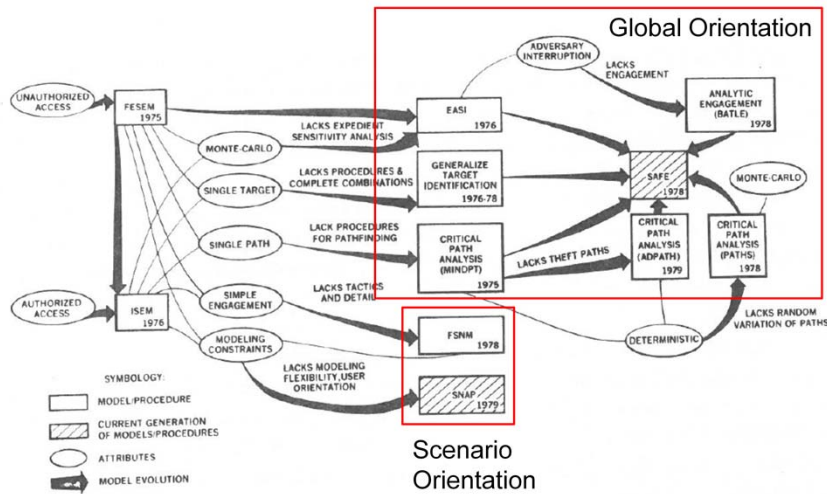 Global Orientation
UNAUTHORIZED
ACCESS
FESEM
1975
ADVERSARY
INTERRUPTION
LACKS
ENGAGEMENT
ANALYTIC
ENGAGEMENT
(BATLE)
1978
EASI
1976
MONTE-CARLO
LACKS EXPEDIENT
SENSITIVITY ANALYSIS
SINGLE TARGET
LACKS PROCEDURES &
COMPLETE COMBINATIONS
GENERALIZE
TARGET
IDENTIFICATION
1976-78
SAFE
1978
MONTE-CARLO
SINGLE PATH
LACK PROCEDURES
FOR PATHFINDING
CRITICAL
PATH
ANALYSIS
(MINDPT)
1975
LACKS THEFT PATHS
CRITICAL
PATH
ANALYSIS
(ADPATH)
1979
CRITICAL
PATH
ANALYSIS
(PATHS)
1978
AUTHORIZED
ACCESS
ISEM
1976
SIMPLE
ENGAGEMENT
LACKS TACTICS
AND DETAIL
FSNM
1978
DETERMINISTIC
LACKS RANDOM
VARIATION OF PATHS
MODELING
CONSTRAINTS
LACKS MODELING
FLEXIBILITY, USER
ORIENTATION
SNAP
1979
Scenario
Orientation
SYMBOLOGY:
MODEL/PROCEDURE
CURRENT GENERATION
OF MODELS/PROCEDURES
ATTRIBUTES
MODEL EVOLUTION